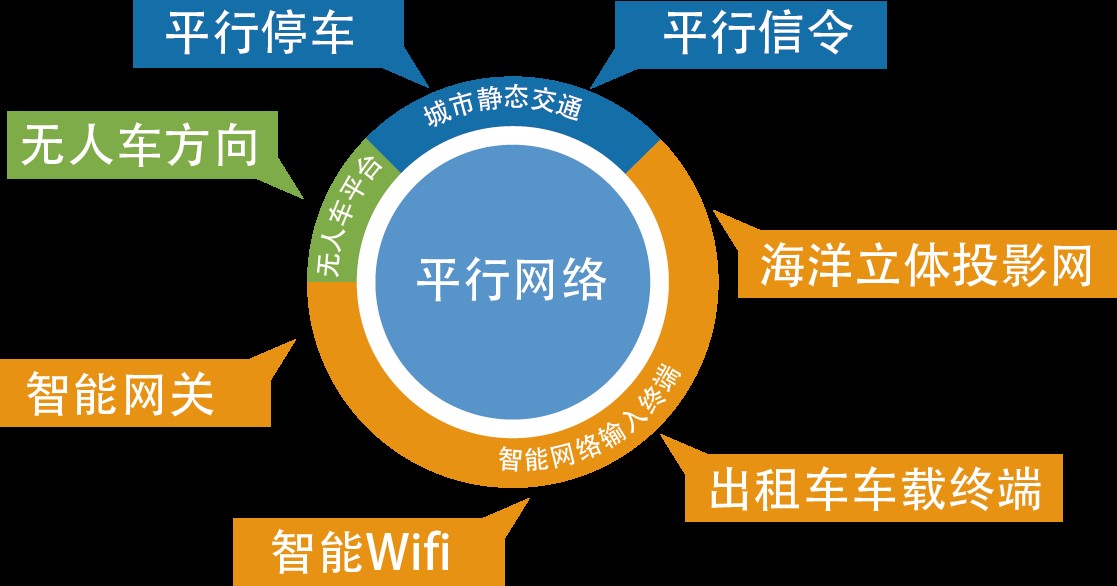 平行停车
平行信令
城市静态交通
无人车方向
无人车平台
平行网络
海洋立体投影网
智能网关
智能网络输入终端
出租车车载终端
智能Wifi